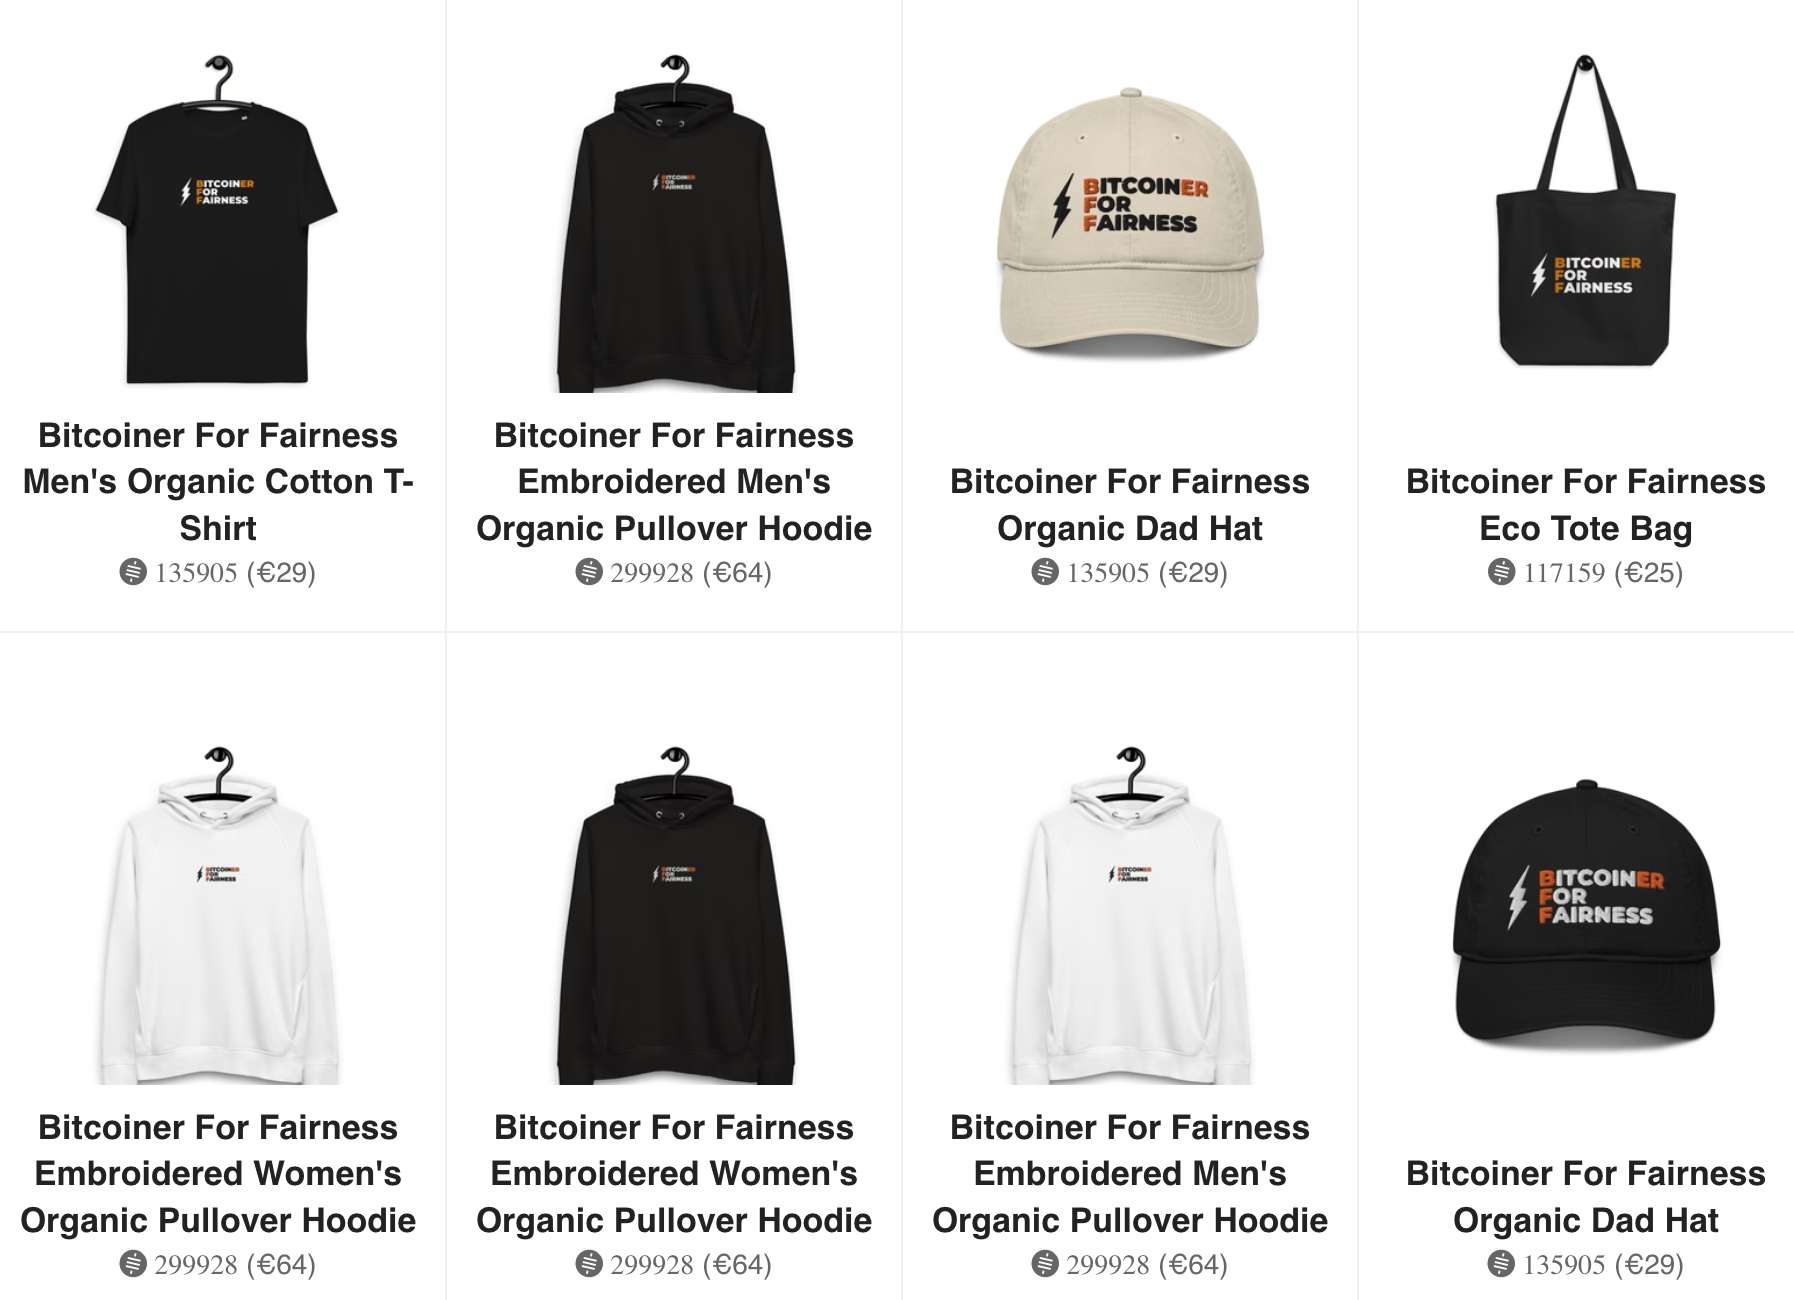 BITCOINER
FOR
FAIRNESS
Bitcoiner For Fairness
Men's Organic Cotton T-
Shirt
135905 (€29)
BITCOINER
FOR
FAIRNESS
Bitcoiner For Fairness
Embroidered Men's
Organic Pullover Hoodie
299928 (€64)
BITCOINER
FOR
FAIRNESS
Bitcoiner For Fairness
Organic Dad Hat
135905 (€29)
BITCOINER
FOR
FAIRNESS
Bitcoiner For Fairness
Eco Tote Bag
117159 (€25)
BITCOINER
FOR
FAIRNESS
Bitcoiner For Fairness
Embroidered Women's
Organic Pullover Hoodie
299928 (€64)
BITCOINER
FOR
FAIRNESS
Bitcoiner For Fairness
Embroidered Women's
Organic Pullover Hoodie
299928 (€64)
BITCOINER
FOR
FAIRNESS
Bitcoiner For Fairness
Embroidered Men's
Organic Pullover Hoodie
299928 (€64)
BITCOINER
FOR
FAIRNESS
Bitcoiner For Fairness
Organic Dad Hat
135905 (€29)